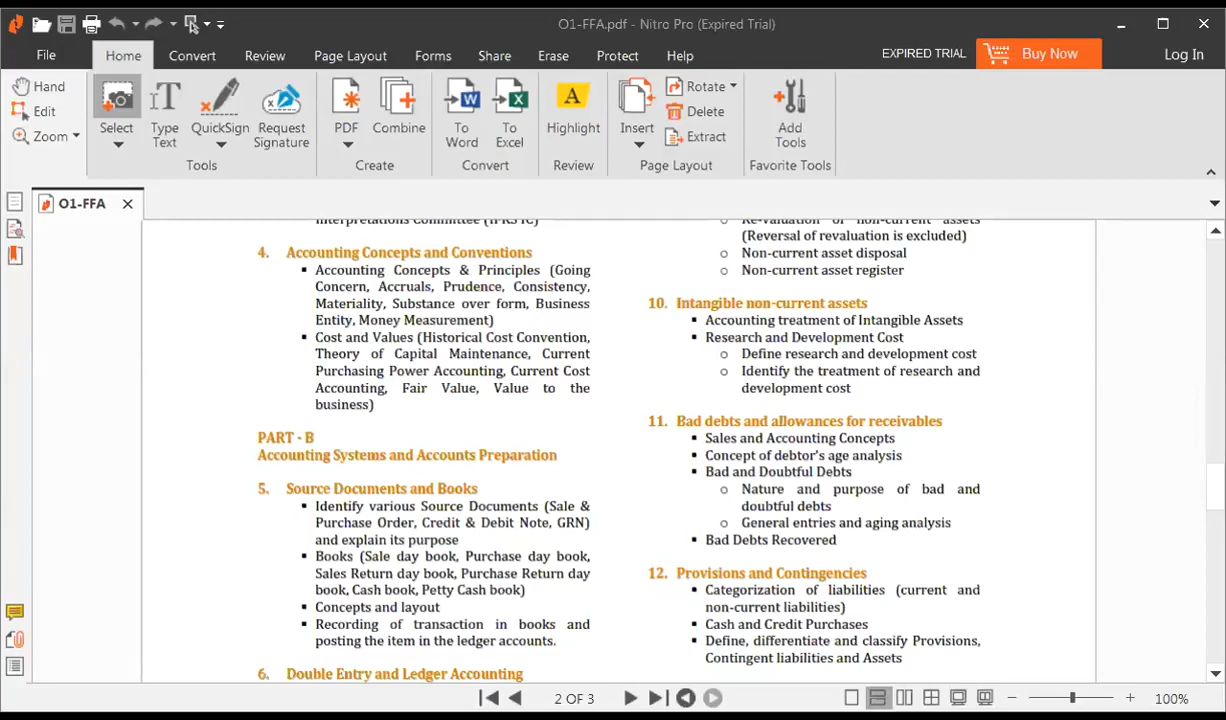 O1-FFA.pdf - Nitro Pro (Expired Trial)
File
Home
Convert
Review
Page Layout
Forms
Share
Erase
Protect
Help
EXPIRED TRIAL
Buy Now
Log In
Hand
Edit
Zoom
Select
Type Text
QuickSign
Request Signature
Tools
PDF
Combine
Create
To Word
To Excel
Convert
Highlight
Review
Insert
Rotate
Delete
Extract
Page Layout
Add Tools
Favorite Tools
O1-FFA
Interpretations Committee (IFRS IC)
4. Accounting Concepts and Conventions
▪ Accounting Concepts & Principles (Going
Concern, Accruals, Prudence, Consistency,
Materiality, Substance over form, Business
Entity, Money Measurement)
▪ Cost and Values (Historical Cost Convention,
Theory of Capital Maintenance, Current
Purchasing Power Accounting, Current Cost
Accounting, Fair Value, Value to the
business)
PART - B
Accounting Systems and Accounts Preparation
5. Source Documents and Books
▪ Identify various Source Documents (Sale &
Purchase Order, Credit & Debit Note, GRN)
and explain its purpose
▪ Books (Sale day book, Purchase day book,
Sales Return day book, Purchase Return day
book, Cash book, Petty Cash book)
▪ Concepts and layout
▪ Recording of transaction in books and
posting the item in the ledger accounts.
6. Double Entry and Ledger Accounting
o Re-valuation of non-current assets
(Reversal of revaluation is excluded)
o Non-current asset disposal
o Non-current asset register
10. Intangible non-current assets
▪ Accounting treatment of Intangible Assets
▪ Research and Development Cost
o Define research and development cost
o Identify the treatment of research and
development cost
11. Bad debts and allowances for receivables
▪ Sales and Accounting Concepts
▪ Concept of debtor's age analysis
▪ Bad and Doubtful Debts
o Nature and purpose of bad and
doubtful debts
o General entries and aging analysis
▪ Bad Debts Recovered
12. Provisions and Contingencies
▪ Categorization of liabilities (current and
non-current liabilities)
▪ Cash and Credit Purchases
▪ Define, differentiate and classify Provisions,
Contingent liabilities and Assets
2 OF 3
100%